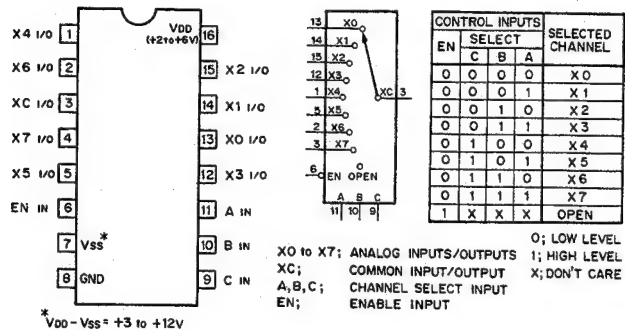 X4 I/O 1
X6 I/O 2
XC I/O 3
X7 I/O 4
X5 I/O 5
EN IN 6
7 VSS*
8 GND
VDD 16
(+2 to +6V)
15 X2 I/O
14 X1 I/O
13 X0 I/O
12 X3 I/O
11 A IN
10 B IN
9 C IN
*VDD-VSS= +3 to +12V
13 X0
14 X1
15 X2
12 X3
1 X4
5 X5
2 X6
3 X7
XC 3
6 EN OPEN
A B C
11 10 9
CONTROL INPUTS SELECTED CHANNEL
EN SELECT
C B A
0 0 0 0 X0
0 0 0 1 X1
0 0 1 0 X2
0 0 1 1 X3
0 1 0 0 X4
0 1 0 1 X5
0 1 1 0 X6
0 1 1 1 X7
1 X X X OPEN
0; LOW LEVEL
1; HIGH LEVEL
X; DON'T CARE
X0 to X7; ANALOG INPUTS/OUTPUTS
XC; COMMON INPUT/OUTPUT
A,B,C; CHANNEL SELECT INPUT
EN; ENABLE INPUT